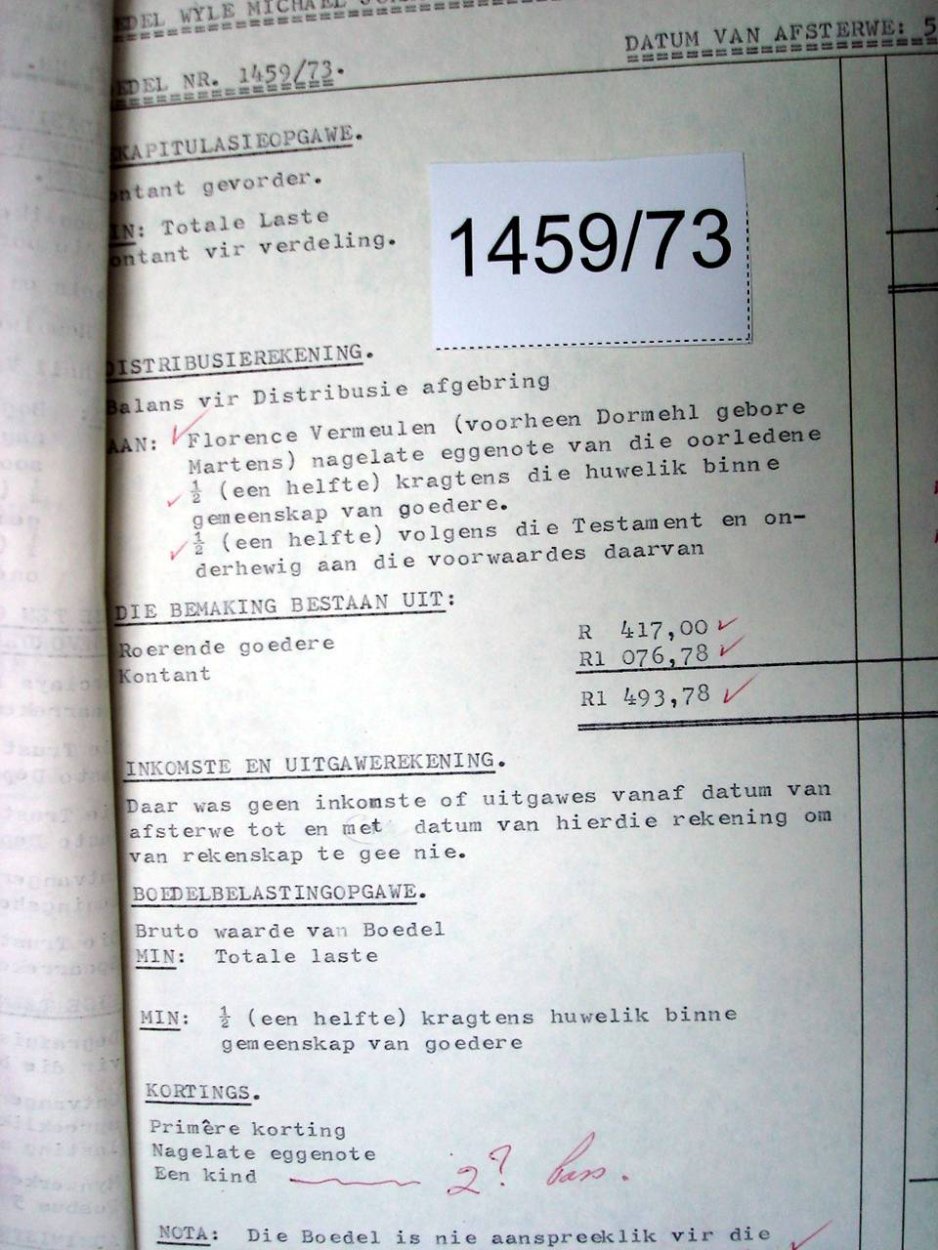 EDEL WYLE MICHAEL
DATUM VAN AFSTERWE: 5
EDEL NR. 1459/73.
KAPITULASIEOPGAWE.
ontant gevorder.
IN: Totale Laste
ontant vir verdeling.
1459/73
DISTRIBUSIEREKENING.
Balans vir Distribusie afgebring
AAN: Florence Vermeulen (voorheen Dormehl gebore
Martens) nagelate eggenote van die oorledene
½ (een helfte) kragtens die huwelik binne
gemeenskap van goedere.
½ (een helfte) volgens die Testament en on-
derhewig aan die voorwaardes daarvan
DIE BEMAKING BESTAAN UIT:
Roerende goedere R 417,00
Kontant R1 076,78
R1 493,78
INKOMSTE EN UITGAWEREKENING.
Daar was geen inkomste of uitgawes vanaf datum van
afsterwe tot en met datum van hierdie rekening om
van rekenskap te gee nie.
BOEDELBELASTINGOPGAWE.
Bruto waarde van Boedel
MIN: Totale laste
MIN: ½ (een helfte) kragtens huwelik binne
gemeenskap van goedere
KORTINGS.
Primêre korting
Nagelate eggenote
Een kind 2?
NOTA: Die Boedel is nie aanspreeklik vir die